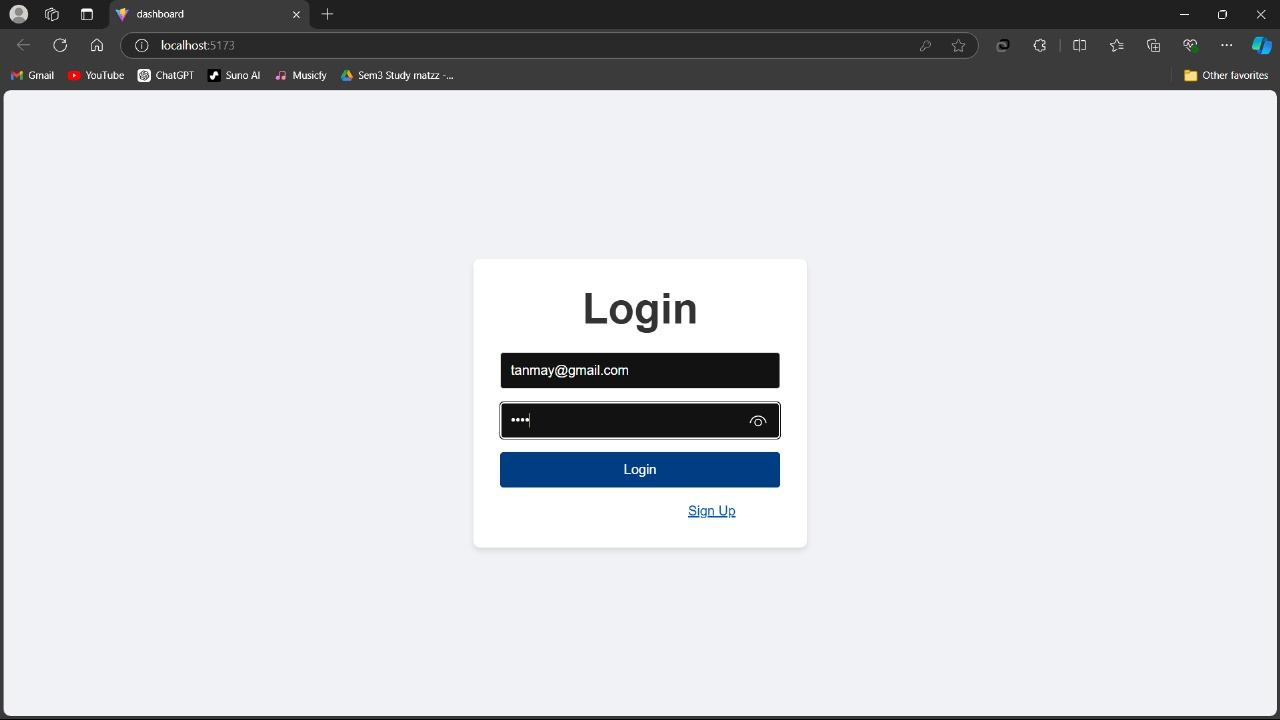 dashboard
localhost:5173
Gmail YouTube ChatGPT Suno AI Musicfy Sem3 Study matzz -... Other favorites
Login
tanmay@gmail.com
••••
Login
Sign Up